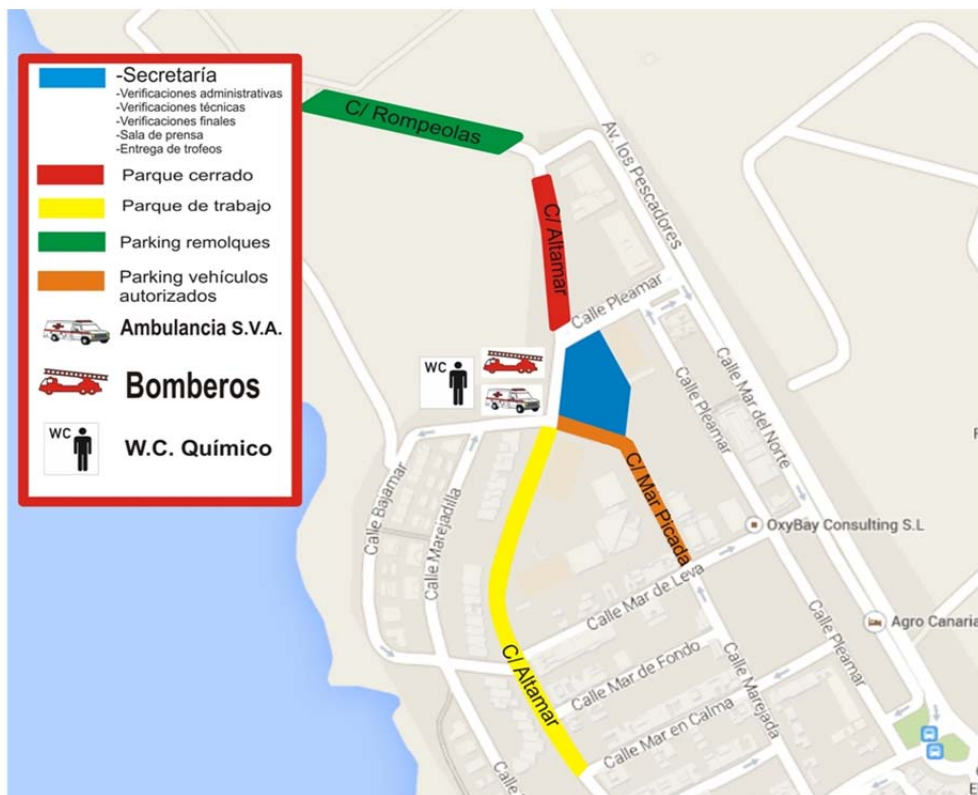 -Secretaría
-Verificaciones administrativas
-Verificaciones técnicas
-Verificaciones finales
-Sala de prensa
-Entrega de trofeos
Parque cerrado
Parque de trabajo
Parking remolques
Parking vehículos
autorizados
Ambulancia S.V.A.
Bomberos
WC
W.C. Químico
C/ Rompeolas
Av. los Pescadores
C/ Altamar
Calle Pleamar
WC
Calle Pleamar
Calle Mar del Norte
C/ Mar Picada
Calle Bajamar
Calle Marejadilla
OxyBay Consulting S.L
Calle Mar de Leva
Agro Canaria
C/ Altamar
Calle Mar de Fondo
Calle Marejada
Calle Pleamar
Calle Mar en Calma
Calle